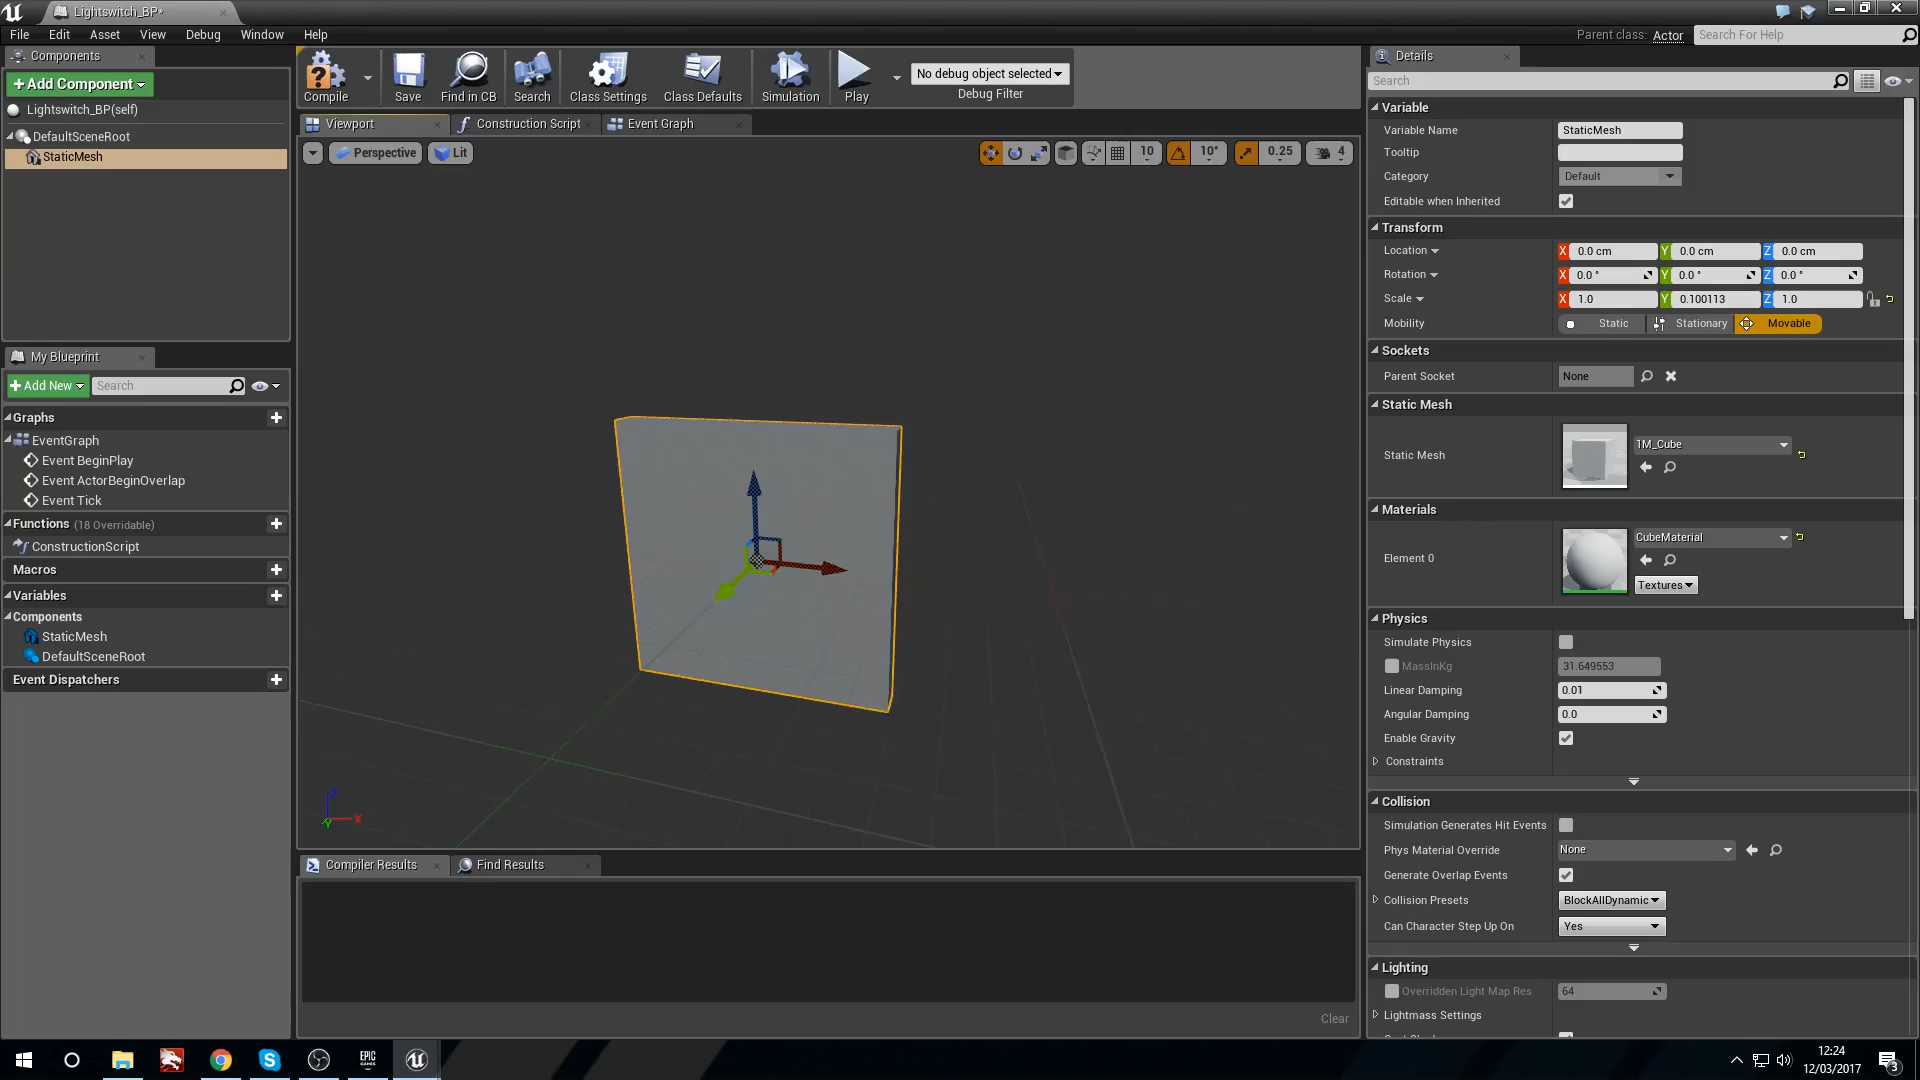 Lightswitch_BP*
File Edit Asset View Debug Window Help
Parent class: Actor
Search For Help
Components
+Add Component
Lightswitch_BP(self)
DefaultSceneRoot
StaticMesh
My Blueprint
+Add New
Search
Graphs
EventGraph
Event BeginPlay
Event ActorBeginOverlap
Event Tick
Functions (18 Overridable)
ConstructionScript
Macros
Variables
Components
StaticMesh
DefaultSceneRoot
Event Dispatchers
Compile
Save
Find in CB
Search
Class Settings
Class Defaults
Simulation
Play
No debug object selected
Debug Filter
Viewport
Construction Script
Event Graph
Perspective
Lit
10
10°
0.25
4
Z
X
Y
Compiler Results
Find Results
Clear
Details
Search
Variable
Variable Name StaticMesh
Tooltip
Category Default
Editable when Inherited
Transform
Location X 0.0 cm Y 0.0 cm Z 0.0 cm
Rotation X 0.0 ° Y 0.0 ° Z 0.0 °
Scale X 1.0 Y 0.100113 Z 1.0
Mobility Static Stationary Movable
Sockets
Parent Socket None
Static Mesh
Static Mesh 1M_Cube
Materials
Element 0 CubeMaterial
Textures
Physics
Simulate Physics
MassInKg 31.649553
Linear Damping 0.01
Angular Damping 0.0
Enable Gravity
Constraints
Collision
Simulation Generates Hit Events
Phys Material Override None
Generate Overlap Events
Collision Presets BlockAllDynamic
Can Character Step Up On Yes
Lighting
Overridden Light Map Res 64
Lightmass Settings
EPIC
GAMES
12:24
12/03/2017
3